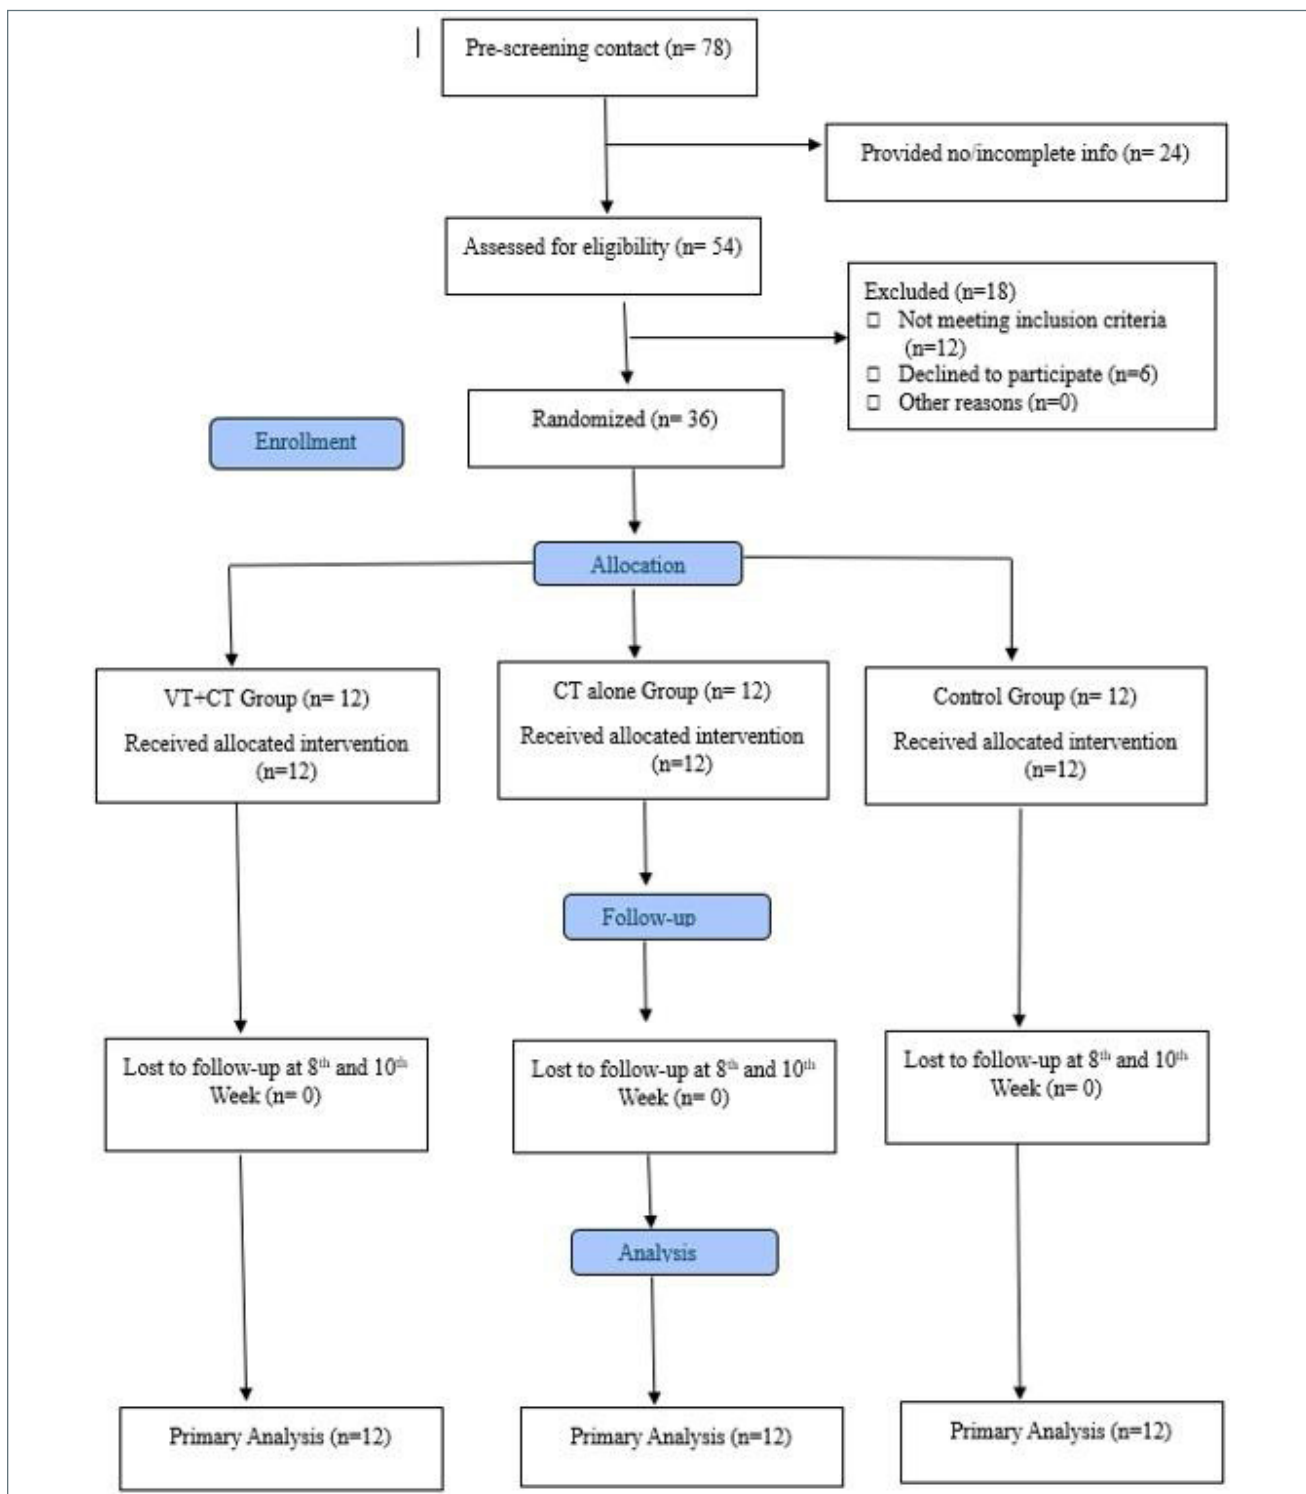 Pre-screening contact (n= 78)
Provided no/incomplete info (n= 24)
Assessed for eligibility (n= 54)
Excluded (n=18)
☐ Not meeting inclusion criteria
(n=12)
☐ Declined to participate (n=6)
☐ Other reasons (n=0)
Randomized (n= 36)
Enrollment
Allocation
VT+CT Group (n= 12)
Received allocated intervention
(n=12)
CT alone Group (n= 12)
Received allocated intervention
(n=12)
Control Group (n= 12)
Received allocated intervention
(n=12)
Follow-up
Lost to follow-up at 8th and 10th
Week (n= 0)
Lost to follow-up at 8th and 10th
Week (n= 0)
Lost to follow-up at 8th and 10th
Week (n= 0)
Analysis
Primary Analysis (n=12)
Primary Analysis (n=12)
Primary Analysis (n=12)